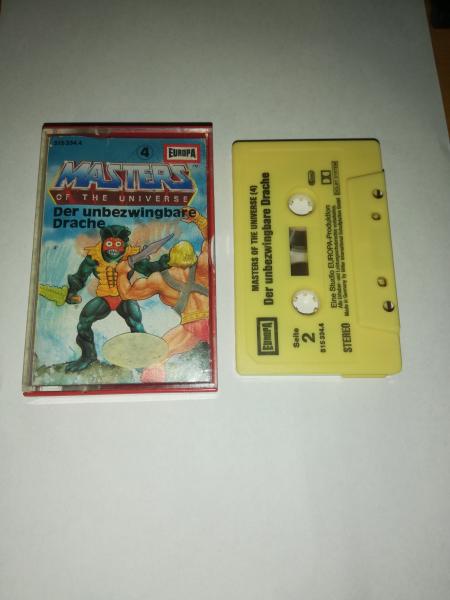 515 334.4
4
EUROPA
MASTERS
OF THE UNIVERSE
Der unbezwingbare
Drache
EUROPA
MASTERS OF THE UNIVERSE (4)
Der unbezwingbare Drache
Seite
2
515 334.4
Eine Studio EUROPA-Produktion
STEREO